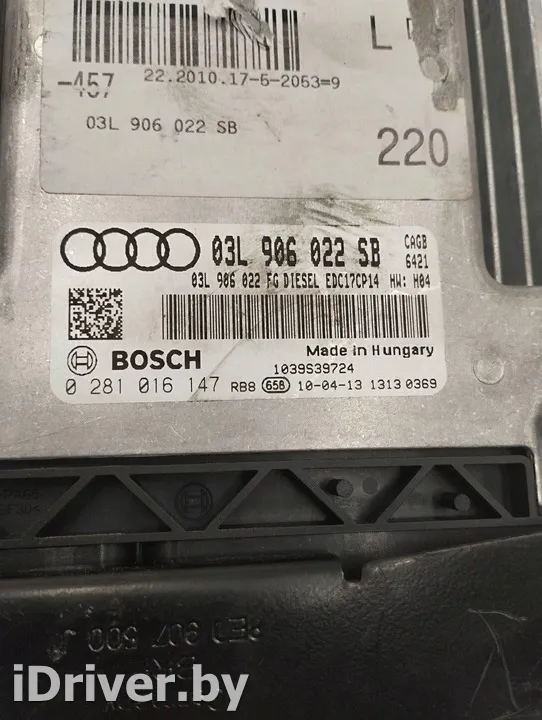 L
-457 22.2010.17-6-2063=9
03L 906 022 SB
220
03L 906 022 SB CAGB
03L 906 022 FG DIESEL EDC17CP14 HW: H04 6421
BOSCH Made in Hungary
1039S39724
0 281 016 147 RB8 658 10-04-13 1313 0369
iDriver.by